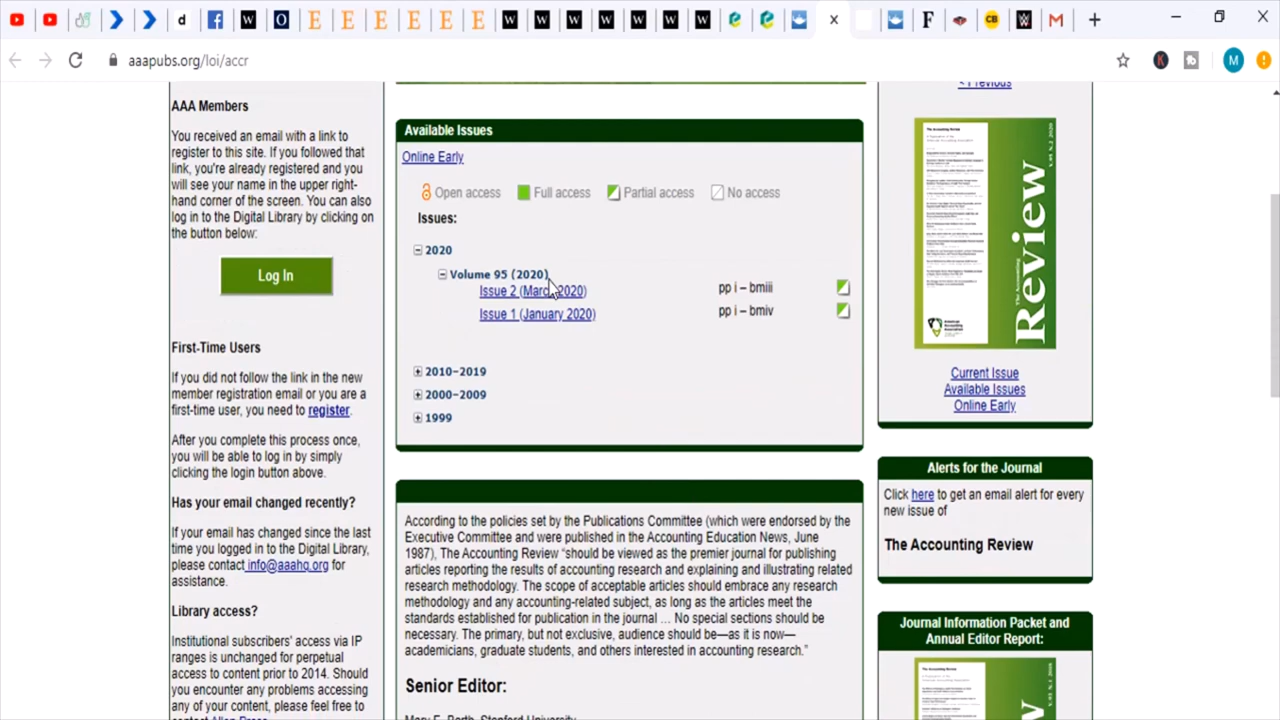 aaapubs.org/loi/accr
M
AAA Members
You received an email with a link to
register to use the
link, you're already registered and you
will see your name in the upper right-
hand corner of the screen. You can also
log in to the Digital Library by clicking on
the button below.
Log In
First-Time Users
If you did not follow the link in the new
member registration email or you are a
first-time user, you need to register.
After you complete this process once,
you will be able to log in by simply
clicking the login button above.
Has your email changed recently?
If your email has changed since the last
time you logged in to the Digital Library,
please contact info@aaahq.org for
assistance.
Library access?
Institutional subscribers' access via IP
ranges is unchanged for perpetual
access content prior to 2014. Should
you encounter any problems accessing
any of our content please feel free to
contact Allen Press
Available Issues
Online Early
Open access Full access Partial access No access
Issues:
2020
Volume 95 (2020)
Issue 2 (March 2020) pp i – bmiii
Issue 1 (January 2020) pp i – bmiv
2010–2019
2000–2009
1999
According to the policies set by the Publications Committee (which were endorsed by the
Executive Committee and were published in the Accounting Education News, June
1987), The Accounting Review “should be viewed as the premier journal for publishing
articles reporting the results of accounting research and explaining and illustrating related
research methodology. The scope of acceptable articles should embrace any research
methodology and any accounting-related subject, as long as the articles meet the
standards established for publication in the journal ... No special sections should be
necessary. The primary, but not exclusive, audience should be—as it is now—
academicians, graduate students, and others interested in accounting research.”
Senior Editor:
Mary E. Barth, Stanford University
< Previous
The Accounting Review
American
Accounting
Association
Current Issue
Available Issues
Online Early
Alerts for the Journal
Click here to get an email alert for every
new issue of
The Accounting Review
Journal Information Packet and
Annual Editor Report: